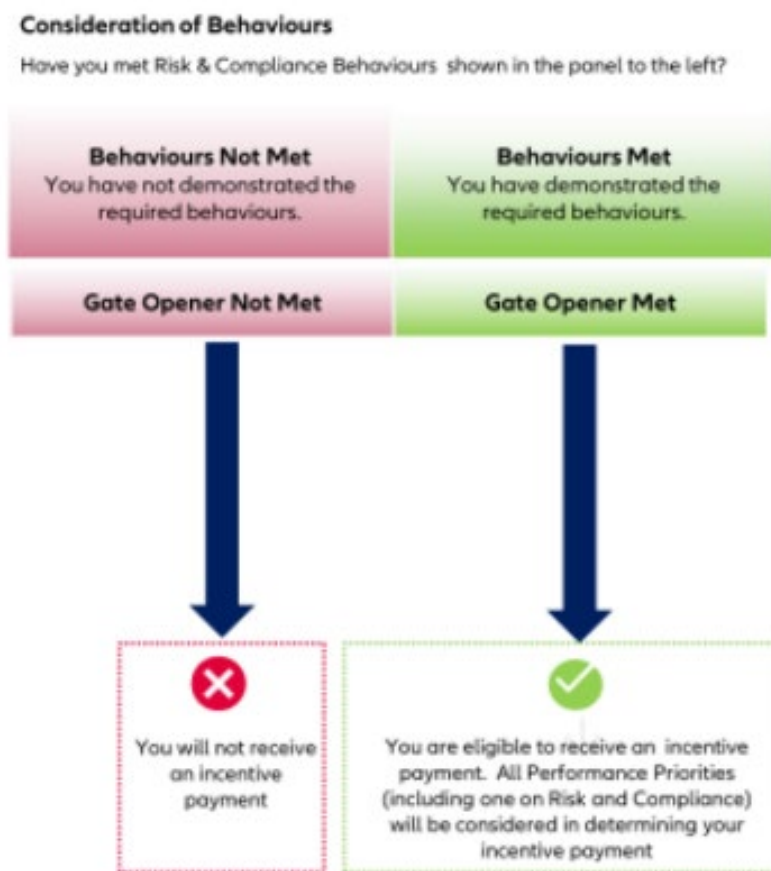 Consideration of Behaviours
Have you met Risk & Compliance Behaviours shown in the panel to the left?
Behaviours Not Met
You have not demonstrated the
required behaviours.
Behaviours Met
You have demonstrated the
required behaviours.
Gate Opener Not Met
Gate Opener Met
You will not receive
an incentive
payment
You are eligible to receive an incentive
payment. All Performance Priorities
(including one on Risk and Compliance)
will be considered in determining your
incentive payment